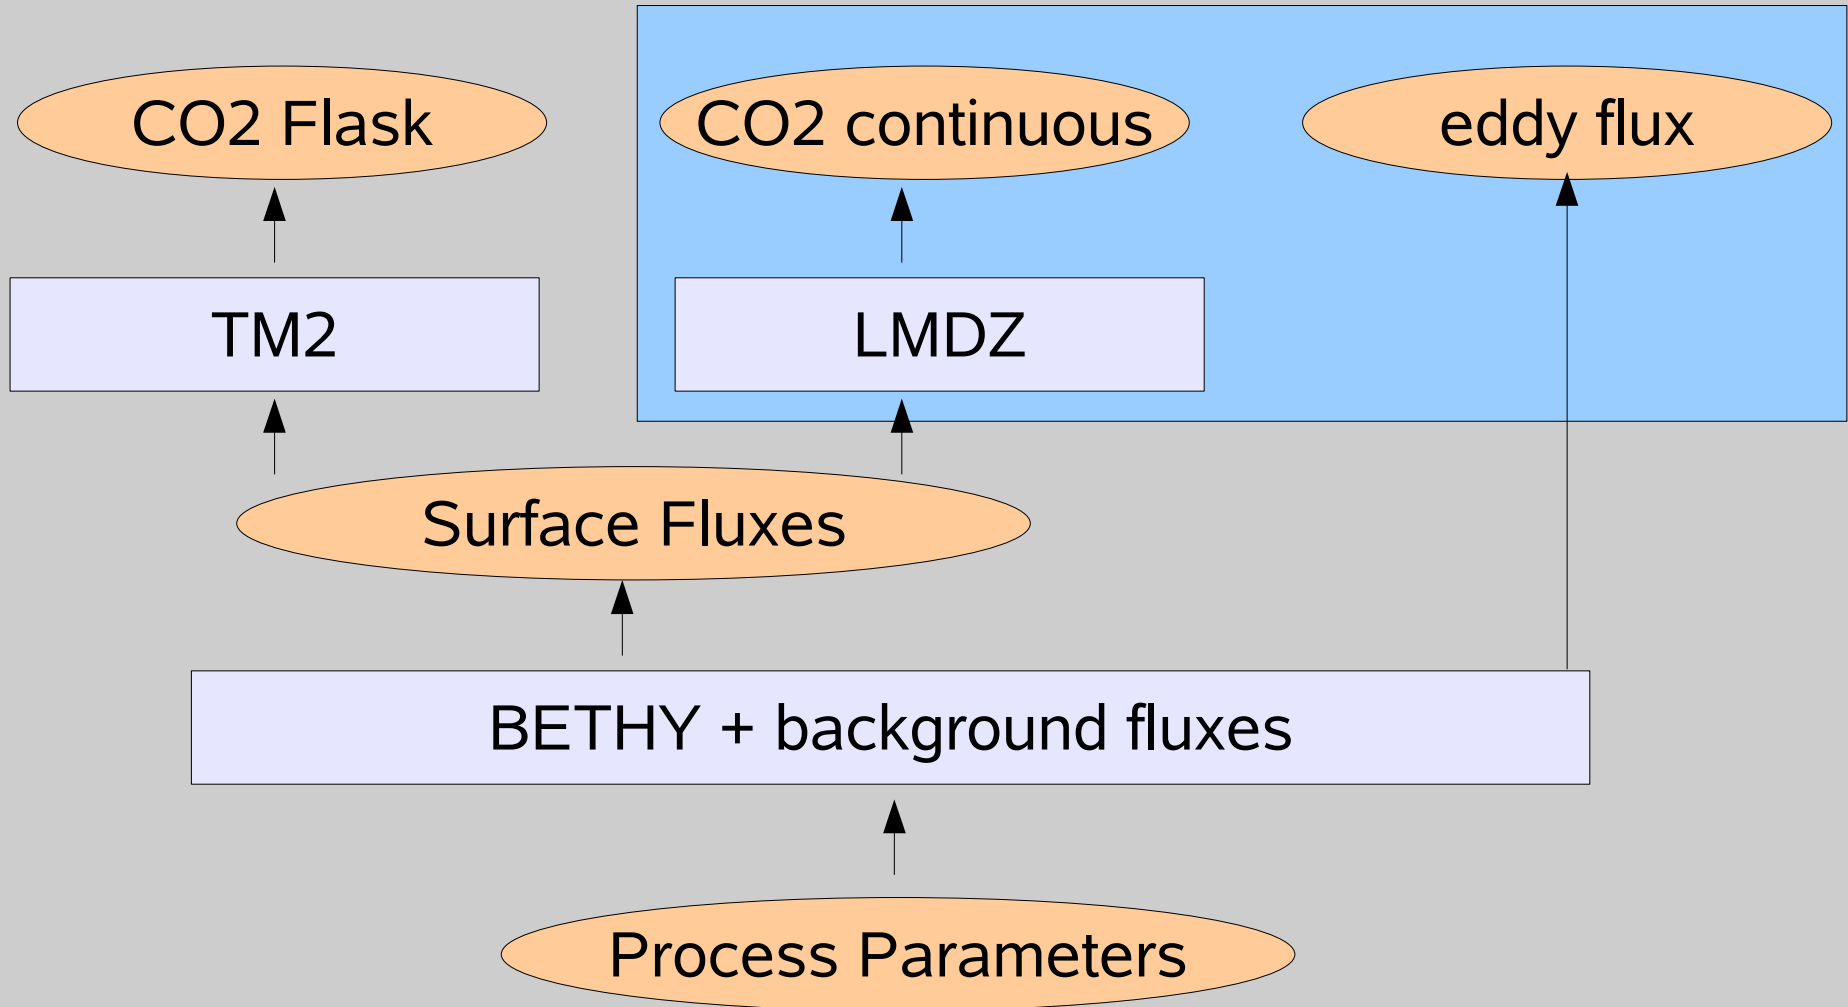 CO2 Flask
CO2 continuous
eddy flux
TM2
LMDZ
Surface Fluxes
BETHY + background fluxes
Process Parameters